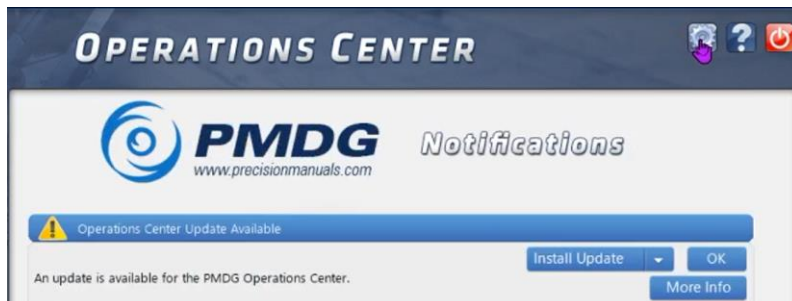 OPERATIONS CENTER
?
PMDG
www.precisionmanuals.com
Notifications
Operations Center Update Available
An update is available for the PMDG Operations Center.
Install Update
OK
More Info